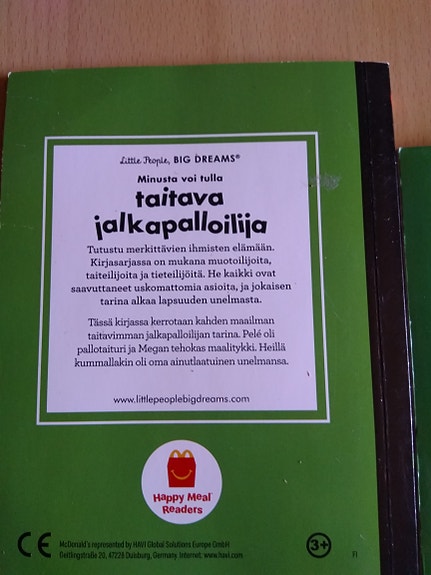 Little People, BIG DREAMS®
Minusta voi tulla
taitava
jalkapalloilija
Tutustu merkittävien ihmisten elämään.
Kirjasarjassa on mukana muotoilijoita,
taiteilijoita ja tieteilijöitä. He kaikki ovat
saavuttaneet uskomattomia asioita, ja jokaisen
tarina alkaa lapsuuden unelmasta.
Tässä kirjassa kerrotaan kahden maailman
taitavimman jalkapalloilijan tarina. Pelé oli
pallotaituri ja Megan tehokas maalitykki. Heillä
kummallakin oli oma ainutlaatuinen unelmansa.
www.littlepeoplebigdreams.com
Happy Meal
Readers
CE
McDonald's represented by HAVI Global Solutions Europe GmbH
Geitlingstraße 20, 47228 Duisburg, Germany. Internet: www.havi.com
3+
FI